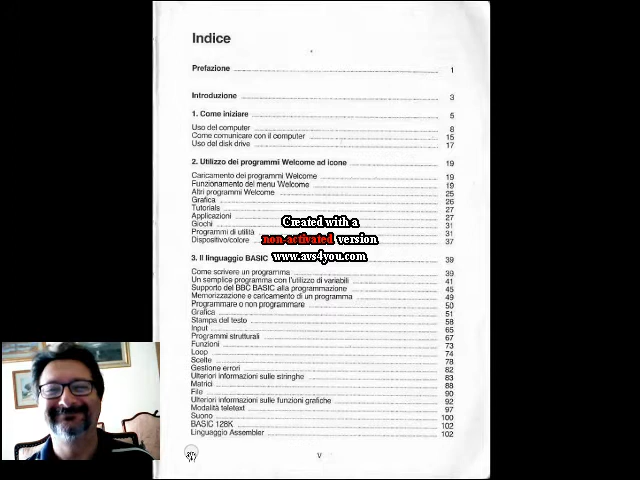 Indice
Prefazione 1
Introduzione 3
1. Come iniziare 5
Uso del computer 8
Come comunicare con il computer 15
Uso del disk drive 17
2. Utilizzo dei programmi Welcome ad icone 19
Caricamento dei programmi Welcome 19
Funzionamento del menu Welcome 19
Altri programmi Welcome 25
Grafica 26
Tutorials 27
Applicazioni 27
Giochi 31
Programmi di utilità 31
Dispositivo/colore 37
Created with a
non-activated version
www.avs4you.com
3. Il linguaggio BASIC 39
Come scrivere un programma 39
Un semplice programma con l'utilizzo di variabili 41
Supporto del BBC BASIC alla programmazione 45
Memorizzazione e caricamento di un programma 49
Programmare o non programmare 50
Grafica 51
Stampa del testo 58
Input 65
Programmi strutturali 67
Funzioni 73
Loop 74
Scelte 78
Gestione errori 82
Ulteriori informazioni sulle stringhe 83
Matrici 88
File 90
Ulteriori informazioni sulle funzioni grafiche 92
Modalità teletext 97
Suono 100
BASIC 128K 102
Linguaggio Assembler 102
V